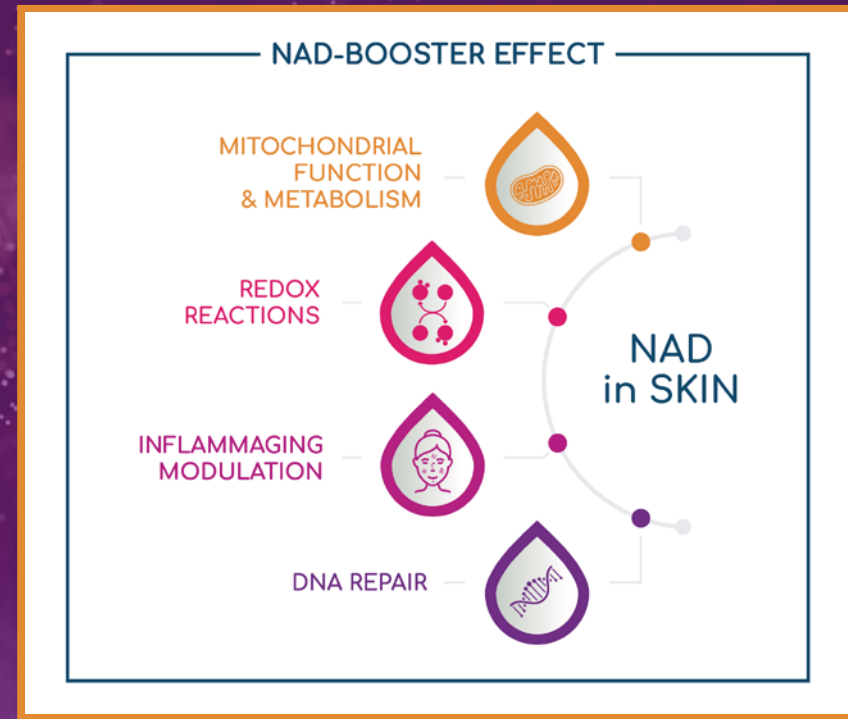 NAD-BOOSTER EFFECT
MITOCHONDRIAL
FUNCTION
& METABOLISM
REDOX
REACTIONS
INFLAMMAGING
MODULATION
DNA REPAIR
NAD
in SKIN